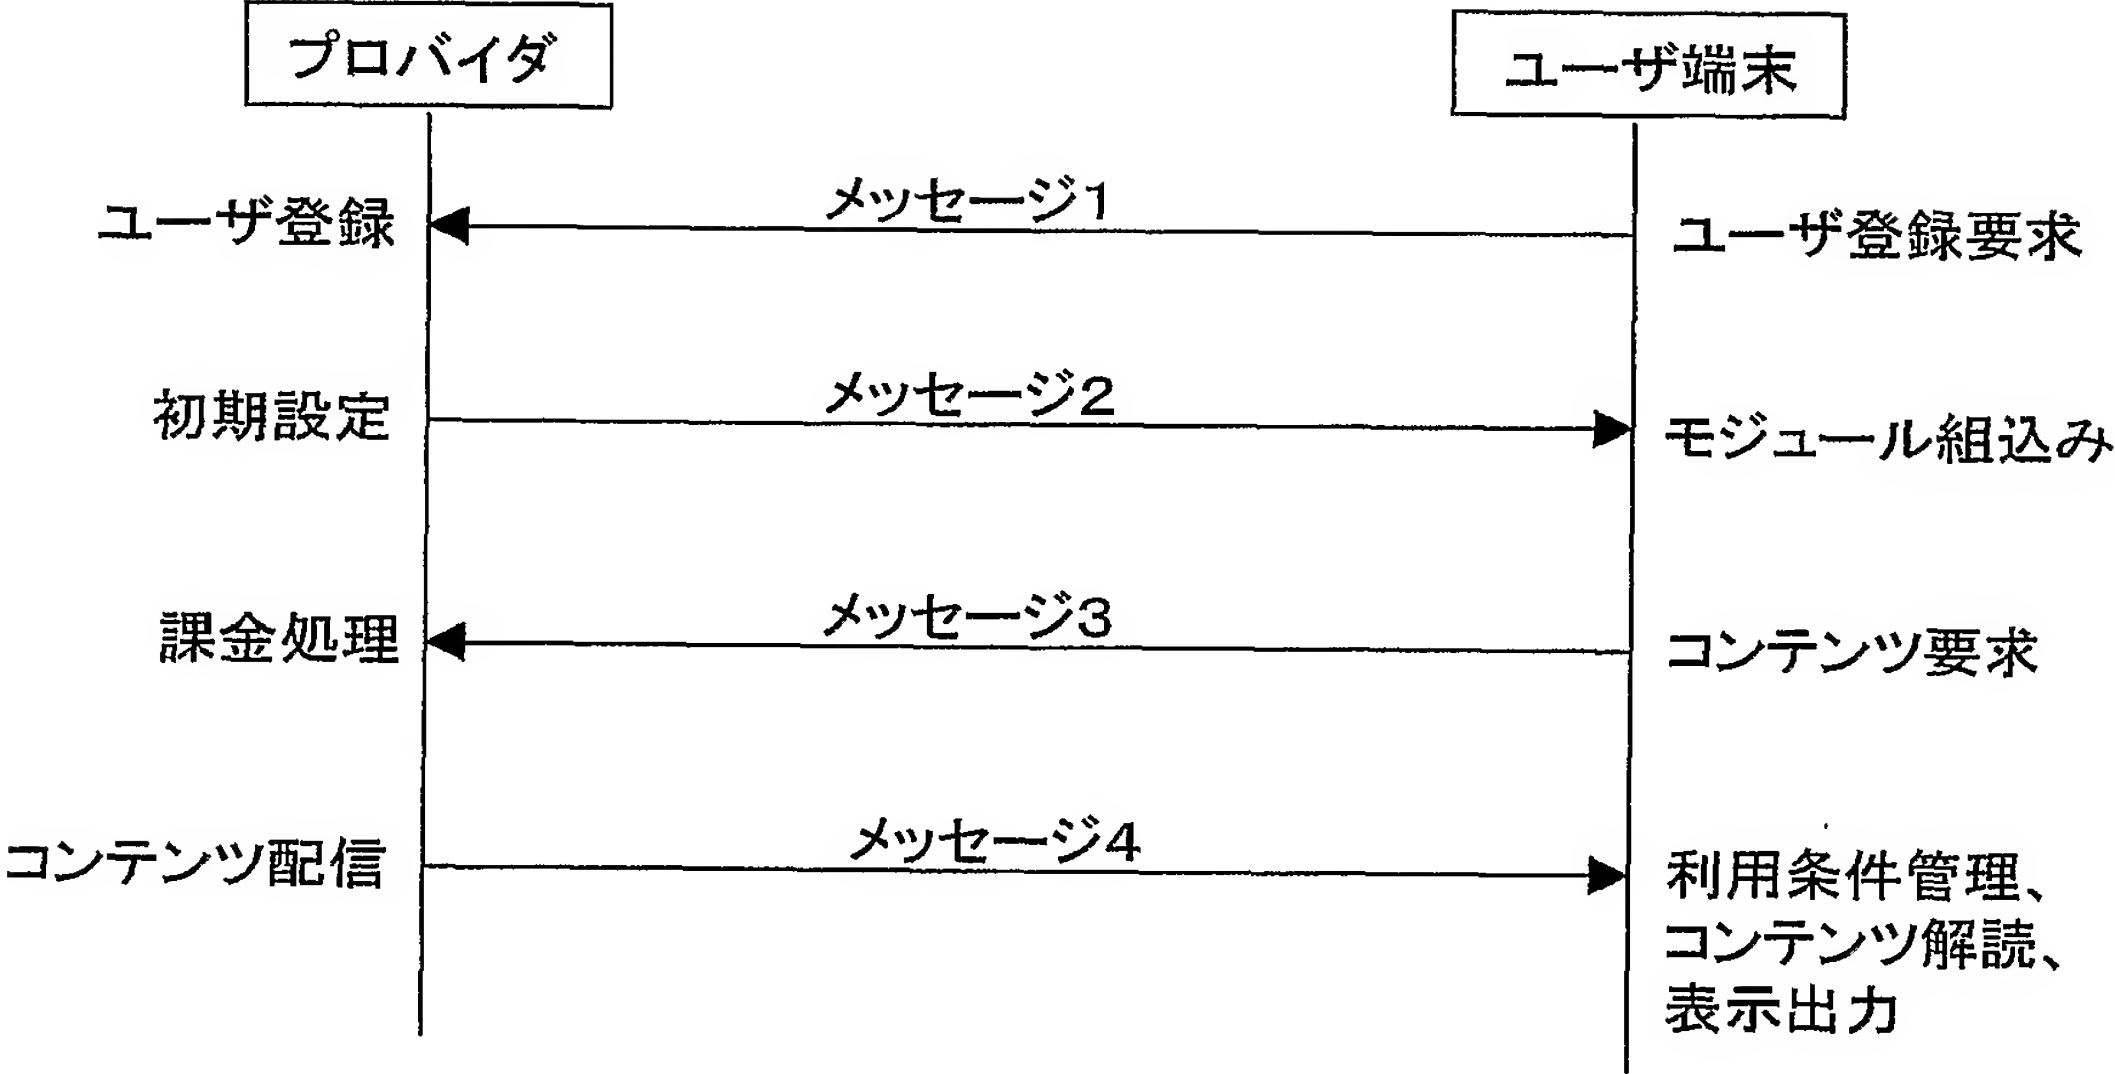 プロバイダ
ユーザ端末
ユーザ登録
メッセージ1
ユーザ登録要求
初期設定
メッセージ2
モジュール組込み
課金処理
メッセージ3
コンテンツ要求
コンテンツ配信
メッセージ4
利用条件管理、
コンテンツ解読、
表示出力